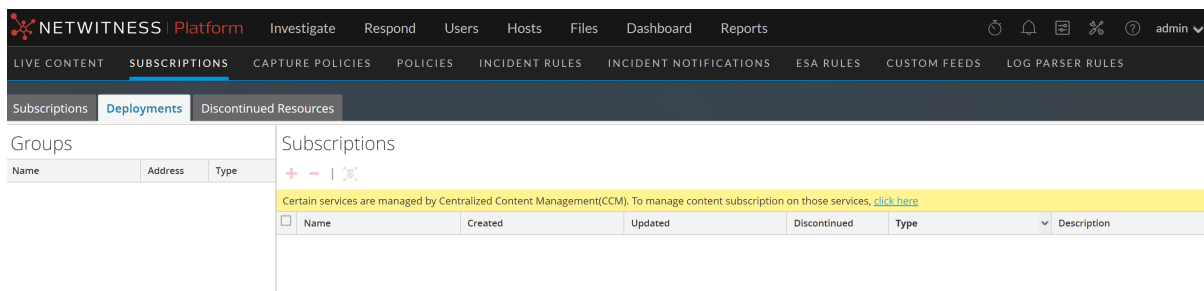 NETWITNESS Platform Investigate Respond Users Hosts Files Dashboard Reports admin
LIVE CONTENT SUBSCRIPTIONS CAPTURE POLICIES POLICIES INCIDENT RULES INCIDENT NOTIFICATIONS ESA RULES CUSTOM FEEDS LOG PARSER RULES
Subscriptions Deployments Discontinued Resources
Groups
Name Address Type
Subscriptions
Certain services are managed by Centralized Content Management(CCM). To manage content subscription on those services, click here
Name Created Updated Discontinued Type Description